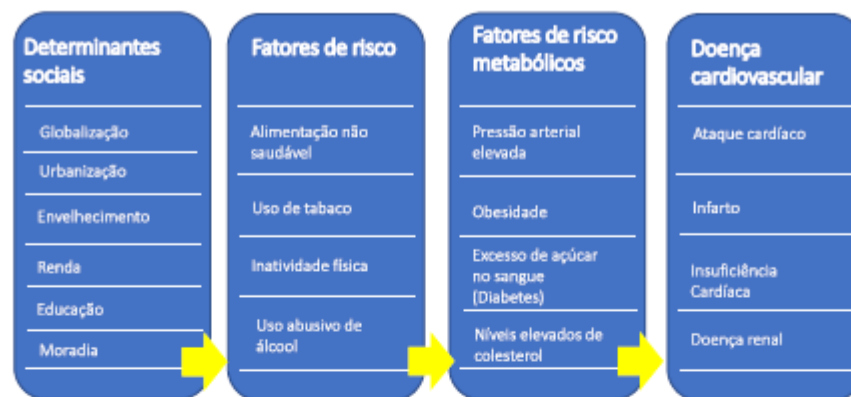 Determinantes
sociais
Globalização
Urbanização
Envelhecimento
Renda
Educação
Moradia
Fatores de risco
Alimentação não
saudável
Uso de tabaco
Inatividade física
Uso abusivo de
álcool
Fatores de risco
metabólicos
Pressão arterial
elevada
Obesidade
Excesso de açúcar
no sangue
(Diabetes)
Níveis elevados de
colesterol
Doença
cardiovascular
Ataque cardíaco
Infarto
Insuficiência
Cardíaca
Doença renal